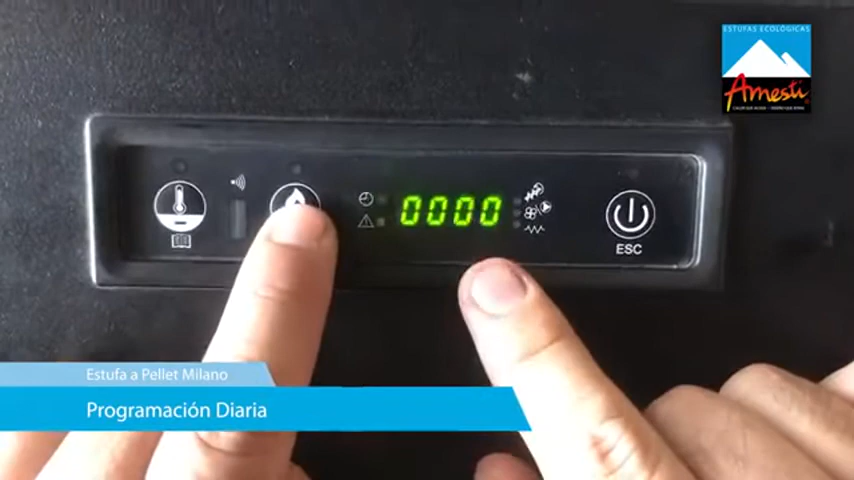 ESTUFAS ECOLÓGICAS
Amesti
0000
ESC
Estufa a Pellet Milano
Programación Diaria